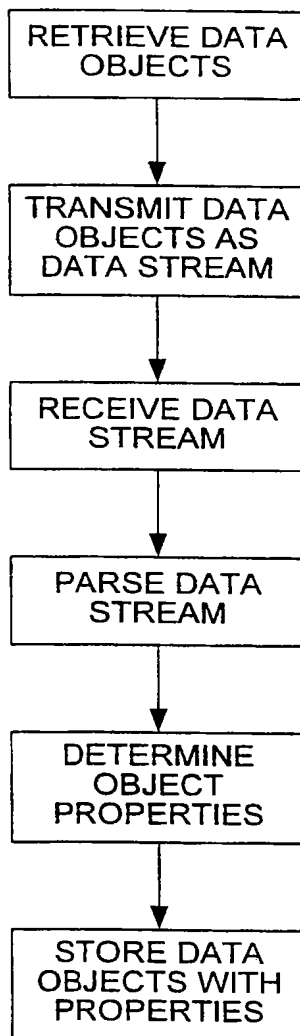 RETRIEVE DATA
OBJECTS
TRANSMIT DATA
OBJECTS AS
DATA STREAM
RECEIVE DATA
STREAM
PARSE DATA
STREAM
DETERMINE
OBJECT
PROPERTIES
STORE DATA
OBJECTS WITH
PROPERTIES